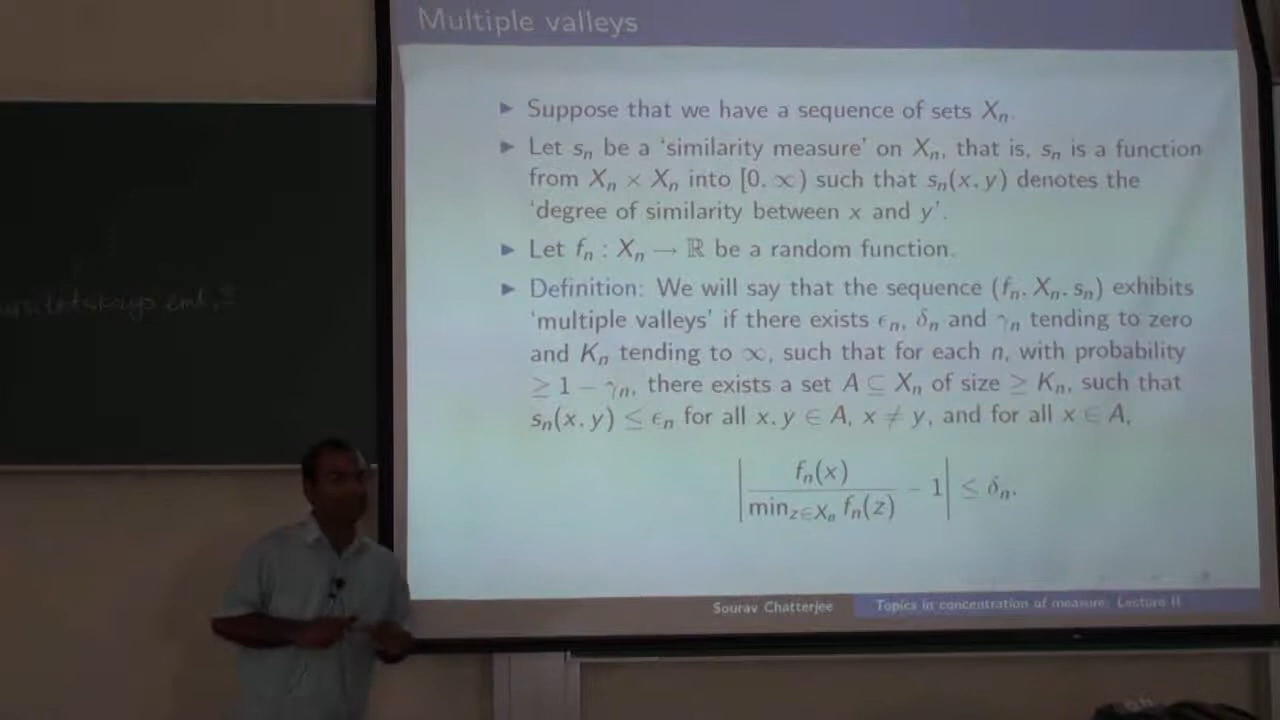 Multiple valleys
▶ Suppose that we have a sequence of sets Xₙ.
▶ Let sₙ be a ‘similarity measure’ on Xₙ, that is, sₙ is a function
from Xₙ × Xₙ into [0, ∞) such that sₙ(x, y) denotes the
‘degree of similarity between x and y’.
▶ Let fₙ : Xₙ → ℝ be a random function.
▶ Definition: We will say that the sequence (fₙ, Xₙ, sₙ) exhibits
‘multiple valleys’ if there exists ϵₙ, δₙ and γₙ tending to zero
and Kₙ tending to ∞, such that for each n, with probability
≥ 1 − γₙ, there exists a set A ⊆ Xₙ of size ≥ Kₙ, such that
sₙ(x, y) ≤ ϵₙ for all x, y ∈ A, x ≠ y, and for all x ∈ A,
| fₙ(x) / min_{z∈Xₙ} fₙ(z) − 1 | ≤ δₙ.
Sourav Chatterjee Topics in concentration of measure: Lecture II